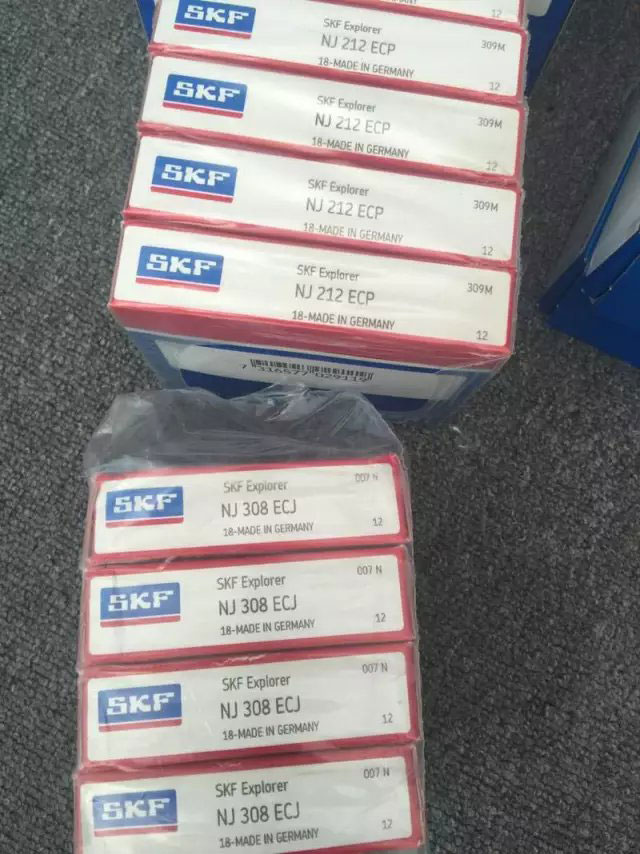 12
SKF
SKF Explorer
NJ 212 ECP
18-MADE IN GERMANY
309M
12
SKF
SKF Explorer
NJ 212 ECP
18-MADE IN GERMANY
309M
12
SKF
SKF Explorer
NJ 212 ECP
18-MADE IN GERMANY
309M
12
SKF
SKF Explorer
NJ 212 ECP
18-MADE IN GERMANY
309M
12
7 316577 029119
SKF
SKF Explorer
NJ 308 ECJ
18-MADE IN GERMANY
007 N
12
SKF
SKF Explorer
NJ 308 ECJ
18-MADE IN GERMANY
007 N
12
SKF
SKF Explorer
NJ 308 ECJ
18-MADE IN GERMANY
007 N
12
SKF
SKF Explorer
NJ 308 ECJ
18-MADE IN GERMANY
007 N
12